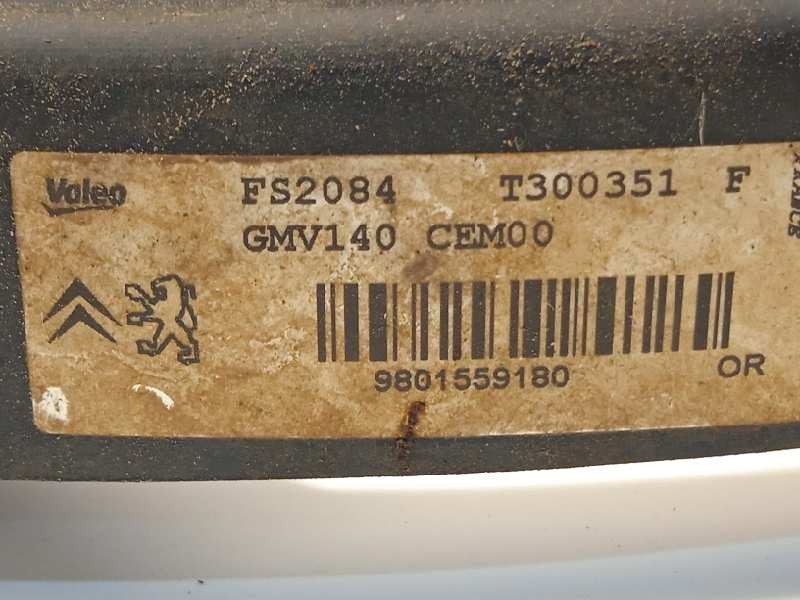 Valeo FS2084 T300351 F
GMV140 CEM00
9801559180
OR